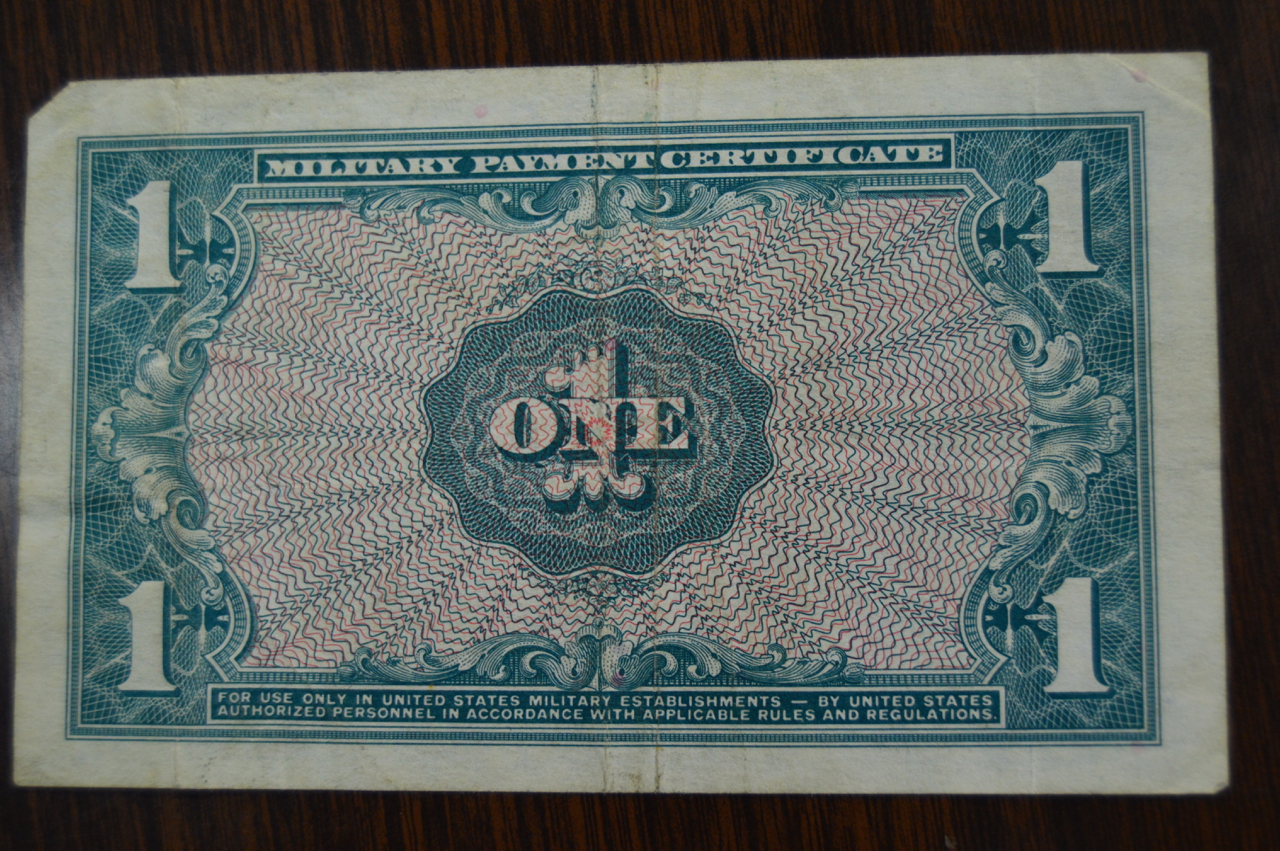 MILITARY PAYMENT CERTIFICATE
1 1
1
ONE
1 1
FOR USE ONLY IN UNITED STATES MILITARY ESTABLISHMENTS — BY UNITED STATES
AUTHORIZED PERSONNEL IN ACCORDANCE WITH APPLICABLE RULES AND REGULATIONS.